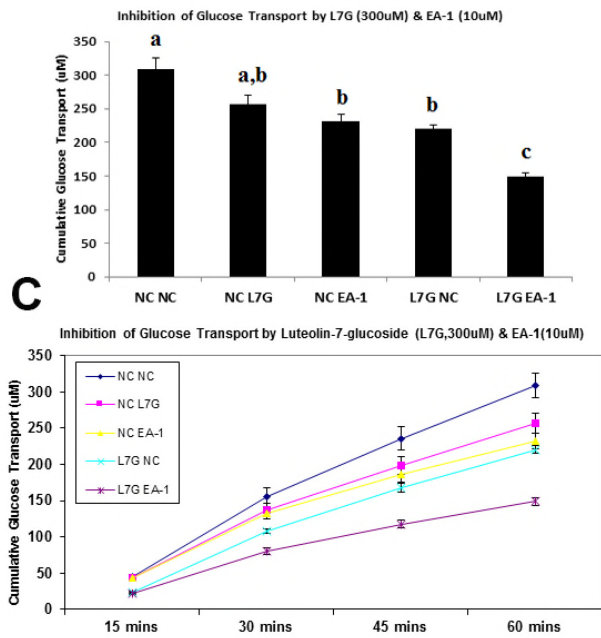 Inhibition of Glucose Transport by L7G (300uM) & EA-1 (10uM)
Cumulative Glucose Transport (uM)
350
300
250
200
150
100
50
0
a
a,b
b
b
c
NC NC
NC L7G
NC EA-1
L7G NC
L7G EA-1
C
Inhibition of Glucose Transport by Luteolin-7-glucoside (L7G,300uM) & EA-1(10uM)
Cumulative Glucose Transport (uM)
350
300
250
200
150
100
50
0
NC NC
NC L7G
NC EA-1
L7G NC
L7G EA-1
15 mins
30 mins
45 mins
60 mins